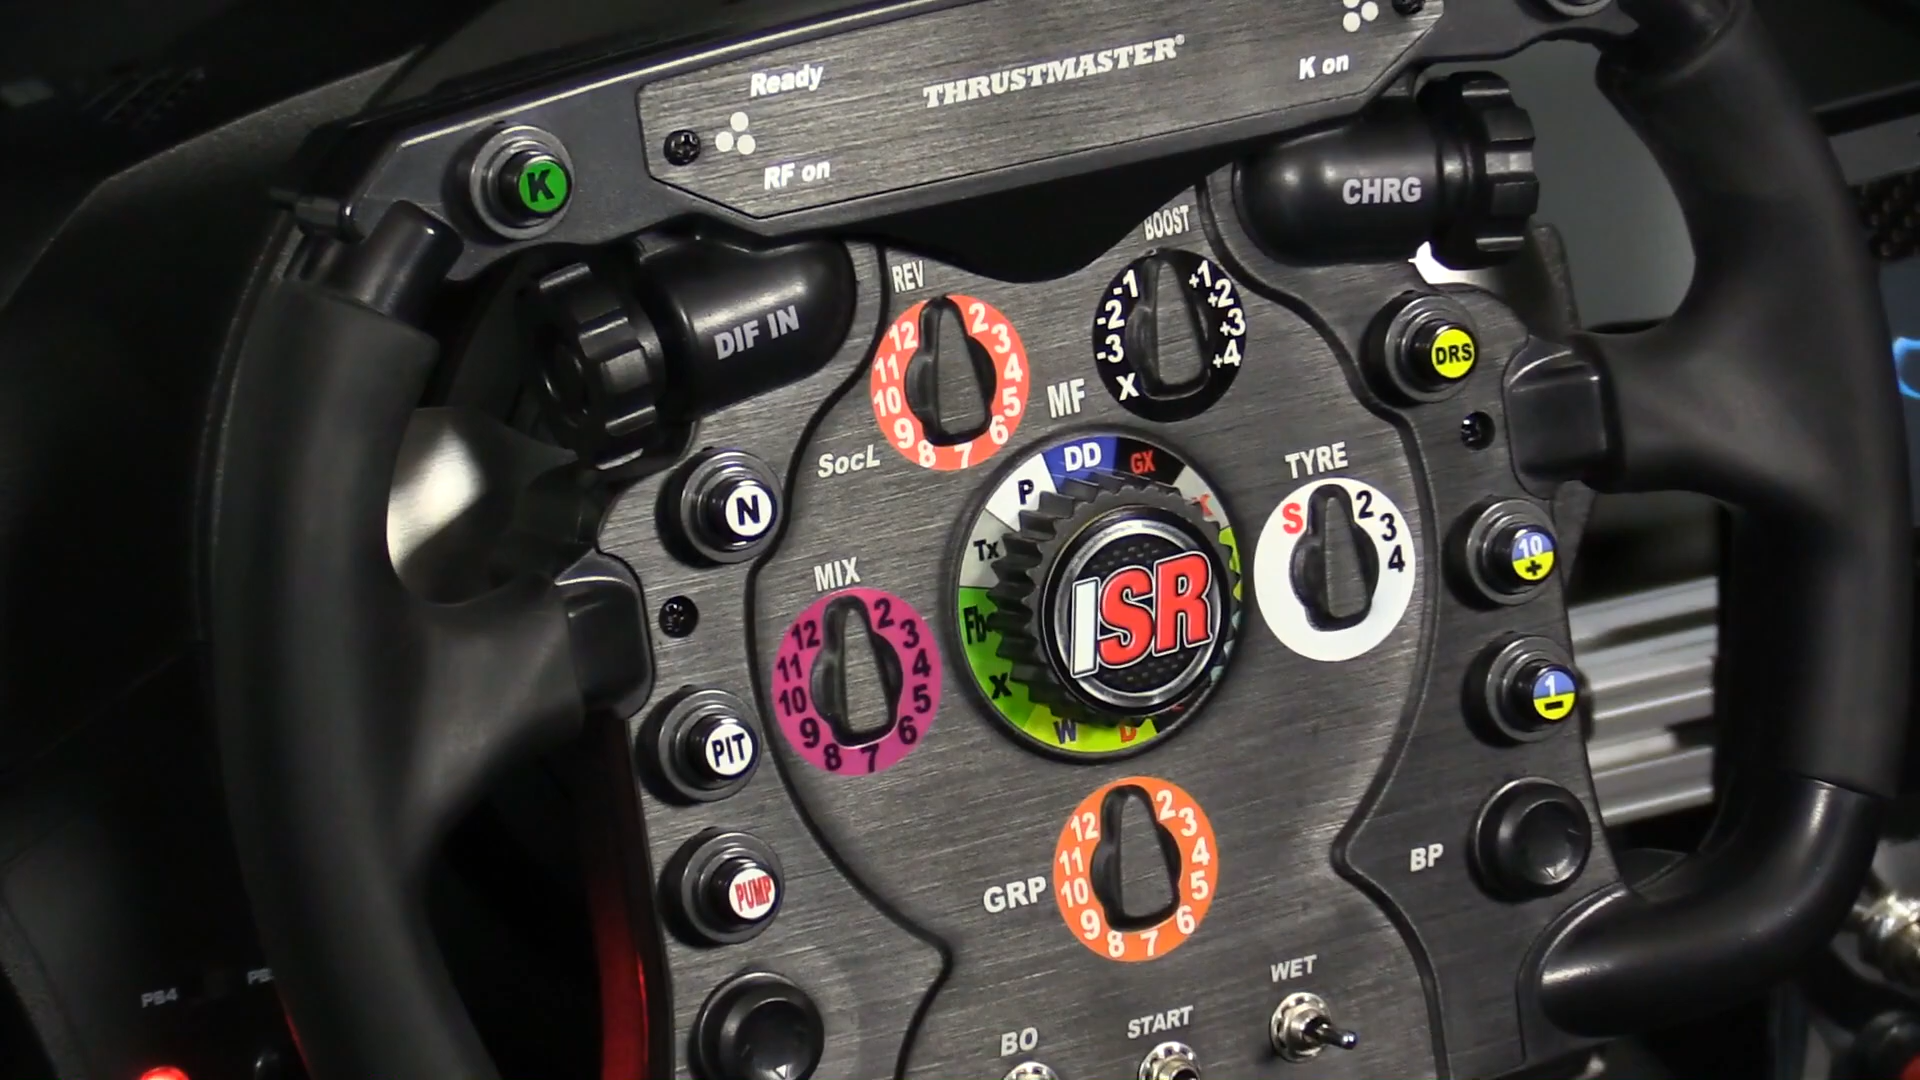 Ready
THRUSTMASTER®
K on
RF on
K
CHRG
DIF IN
REV
BOOST
2 3 4 5 6 7 8 9 10 11 12
-1 -2 -3 X
+1 +2 +3 +4
DRS
MF
SocL
TYRE
S 2 3 4
N
DD
GX
P
Tx
Fb
X
W
D
ISR
10
+
MIX
2 3 4 5 6 7 8 9 10 11 12
1
-
PIT
PUMP
GRP
2 3 4 5 6 7 8 9 10 11 12
BP
WET
START
BO
PS4